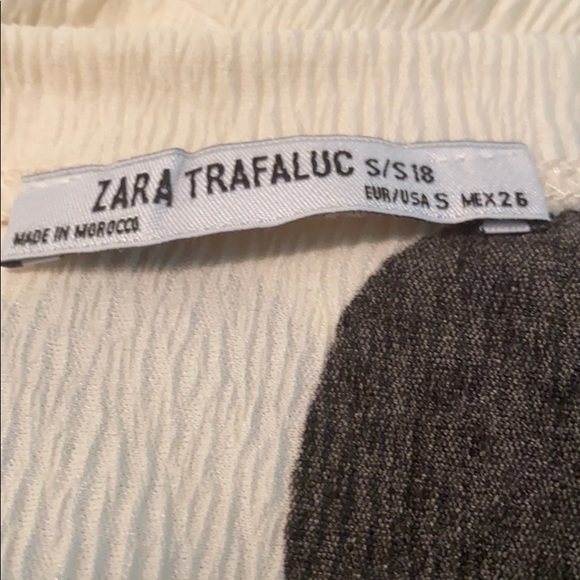 ZARA TRAFALUC S/S18
MADE IN MOROCCO EUR/USA S MEX 26